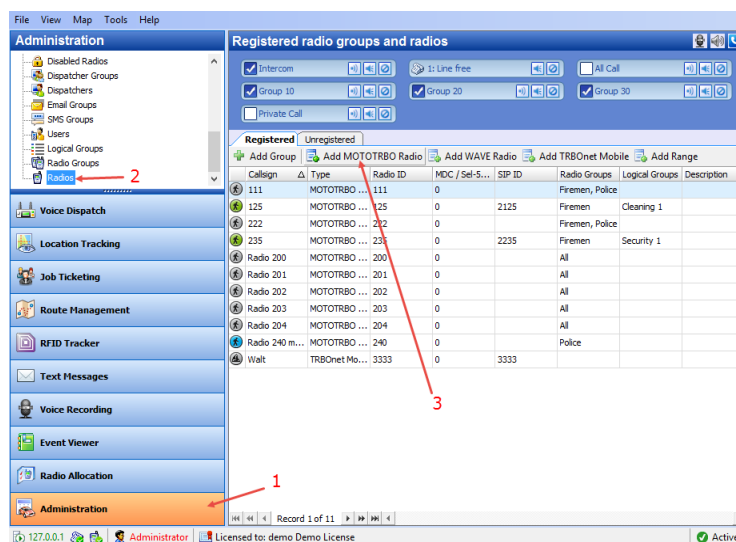 File View Map Tools Help
Administration
Registered radio groups and radios
Disabled Radios
Dispatcher Groups
Dispatchers
Email Groups
SMS Groups
Users
Logical Groups
Radio Groups
Radios
2
Intercom
1: Line free
All Call
Group 10
Group 20
Group 30
Private Call
Registered Unregistered
Add Group Add MOTOTRBO Radio Add WAVE Radio Add TRBOnet Mobile Add Range
Callsign Type Radio ID MDC / Sel-5... SIP ID Radio Groups Logical Groups Description
111 MOTOTRBO ... 111 0 Firemen, Police
125 MOTOTRBO ... 125 0 2125 Firemen Cleaning 1
222 MOTOTRBO ... 222 0 Firemen, Police
235 MOTOTRBO ... 235 0 2235 Firemen Security 1
Radio 200 MOTOTRBO ... 200 0 All
Radio 201 MOTOTRBO ... 201 0 All
Radio 202 MOTOTRBO ... 202 0 All
Radio 203 MOTOTRBO ... 203 0 All
Radio 204 MOTOTRBO ... 204 0 All
Radio 240 m... MOTOTRBO ... 240 0 Police
Walt TRBOnet Mo... 3333 0 3333
3
Voice Dispatch
Location Tracking
Job Ticketing
Route Management
RFID Tracker
Text Messages
Voice Recording
Event Viewer
Radio Allocation
1
Administration
Record 1 of 11
127.0.0.1 Administrator Licensed to: demo Demo License Active